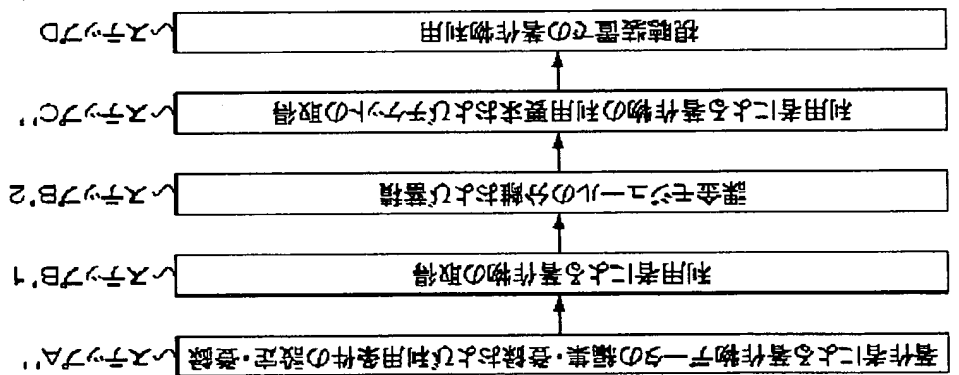 著作者による著作物データの編集・登録および利用条件の設定・登録 ステップA''
利用者による著作物の取得 ステップB'1
課金モジュールの分離および蓄積 ステップB'2
利用者による著作物の利用要求およびチケットの取得 ステップC''
視聴装置での著作物利用 ステップD